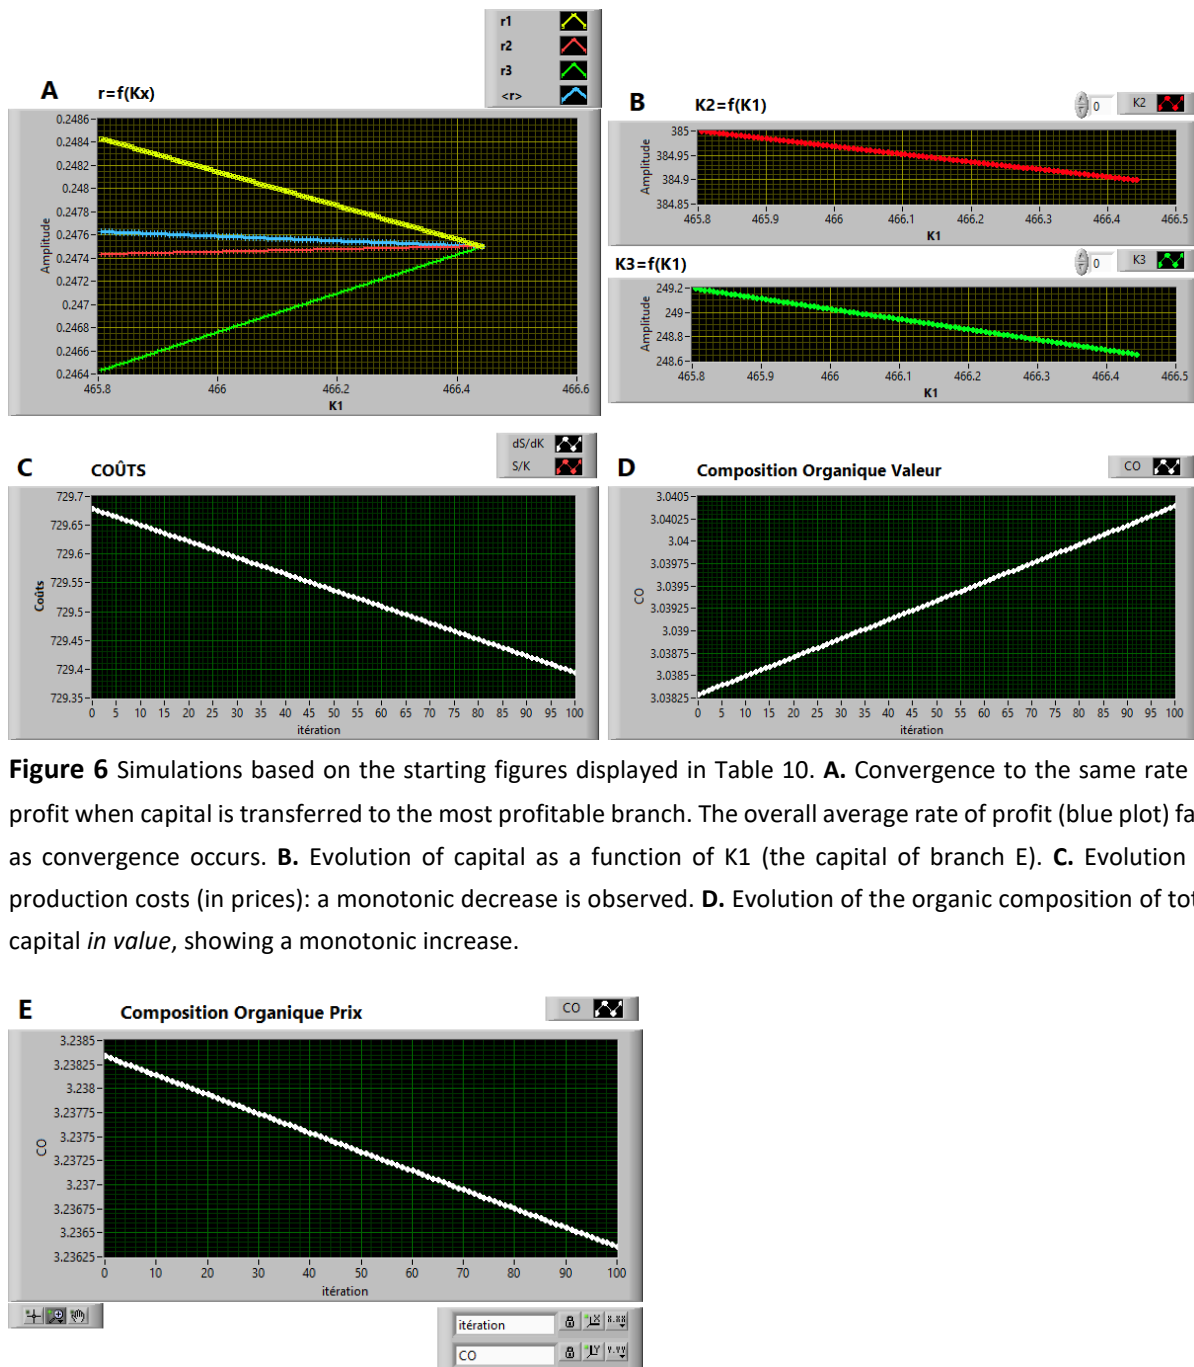 r1
r2
r3
<r>
A r=f(Kx)
0.2486
0.2484
0.2482
0.248
0.2478
0.2476
0.2474
0.2472
0.247
0.2468
0.2466
0.2464
Amplitude
465.8 466 466.2 466.4 466.6
K1
B K2=f(K1)
0 K2
385
384.95
384.9
384.85
Amplitude
465.8 465.9 466 466.1 466.2 466.3 466.4 466.5
K1
K3=f(K1)
0 K3
249.2
249
248.8
248.6
Amplitude
465.8 465.9 466 466.1 466.2 466.3 466.4 466.5
K1
dS/dK
S/K
C COÛTS
729.7
729.65
729.6
729.55
729.5
729.45
729.4
729.35
Coûts
0 5 10 15 20 25 30 35 40 45 50 55 60 65 70 75 80 85 90 95 100
itération
D Composition Organique Valeur
CO
3.0405
3.04025
3.04
3.03975
3.0395
3.03925
3.039
3.03875
3.0385
3.03825
CO
0 5 10 15 20 25 30 35 40 45 50 55 60 65 70 75 80 85 90 95 100
itération
Figure 6 Simulations based on the starting figures displayed in Table 10. A. Convergence to the same rate
profit when capital is transferred to the most profitable branch. The overall average rate of profit (blue plot) fa
as convergence occurs. B. Evolution of capital as a function of K1 (the capital of branch E). C. Evolution
production costs (in prices): a monotonic decrease is observed. D. Evolution of the organic composition of tot
capital in value, showing a monotonic increase.
E Composition Organique Prix
CO
3.2385
3.23825
3.238
3.23775
3.2375
3.23725
3.237
3.23675
3.2365
3.23625
CO
0 10 20 30 40 50 60 70 80 90 100
itération
itération
CO